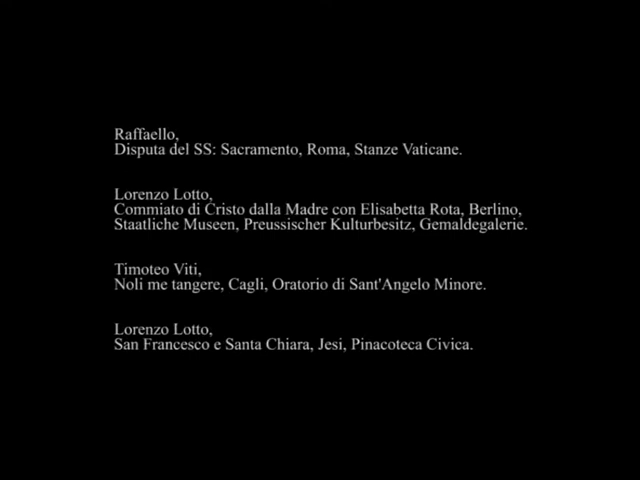 Raffaello,
Disputa del SS: Sacramento, Roma, Stanze Vaticane.
Lorenzo Lotto,
Commiato di Cristo dalla Madre con Elisabetta Rota, Berlino,
Staatliche Museen, Preussischer Kulturbesitz, Gemaldegalerie.
Timoteo Viti,
Noli me tangere, Cagli, Oratorio di Sant'Angelo Minore.
Lorenzo Lotto,
San Francesco e Santa Chiara, Jesi, Pinacoteca Civica.